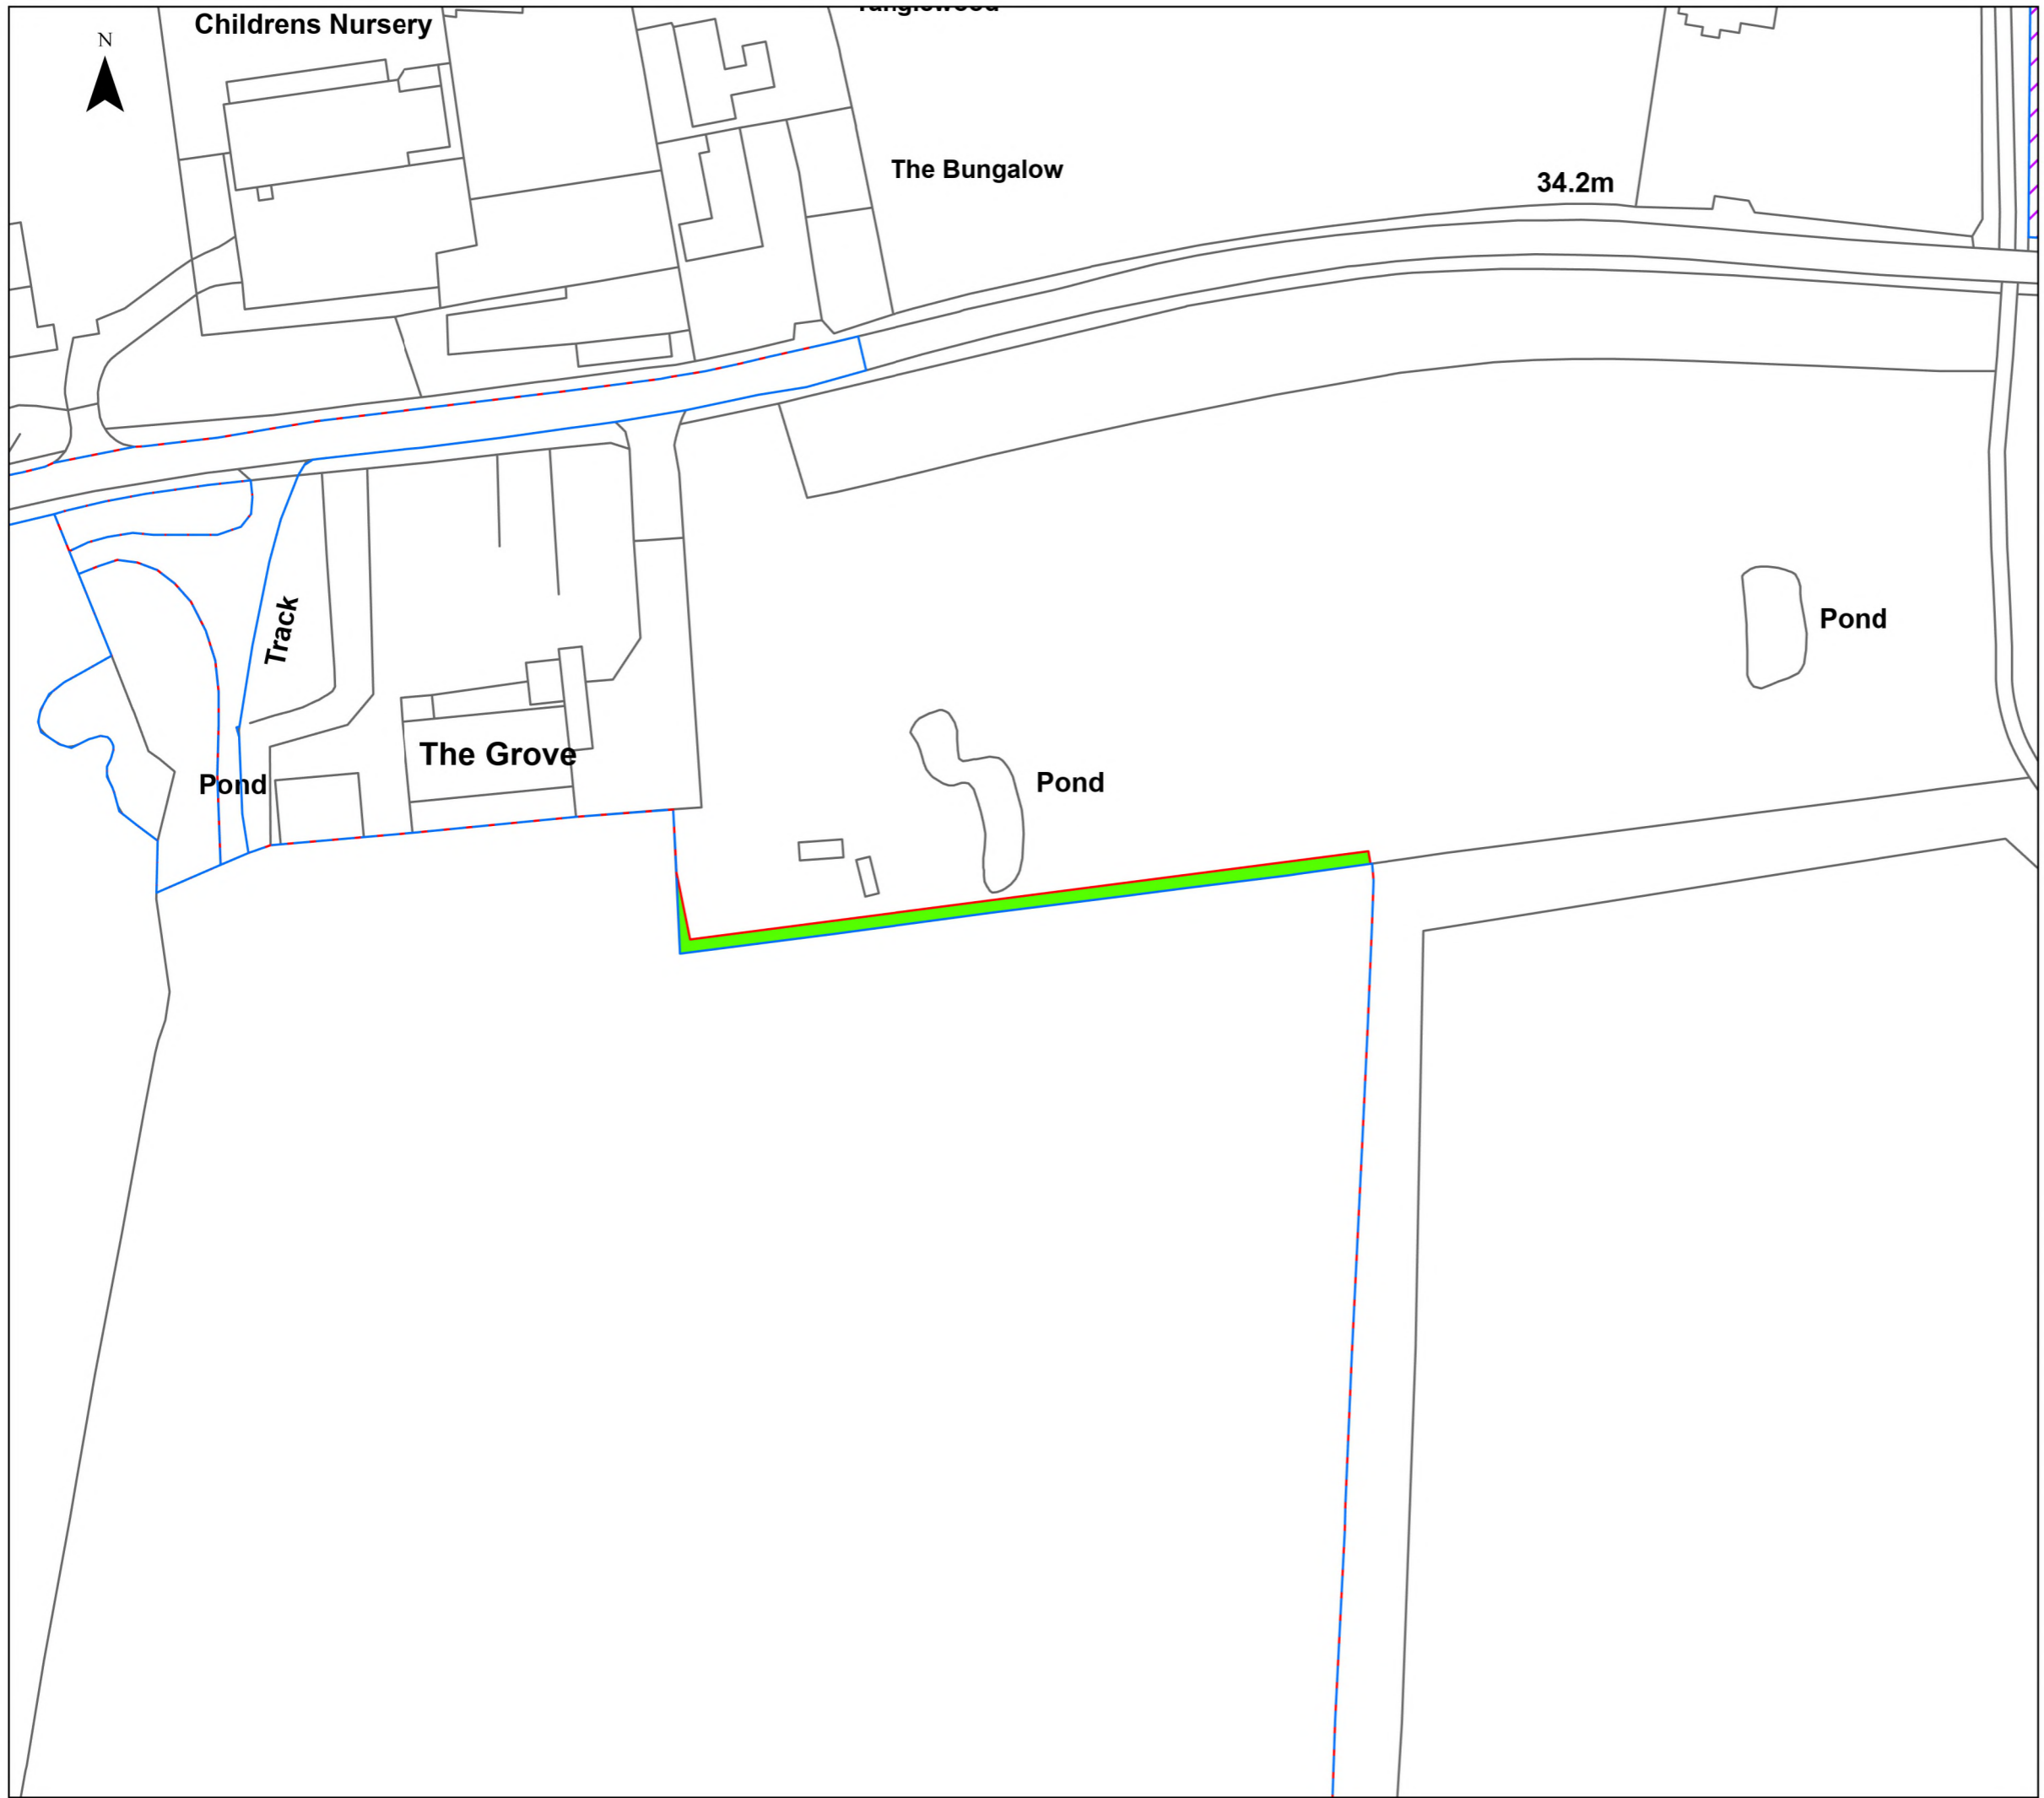 Childrens Nursery
N
The Bungalow
34.2m
Track
Pond
The Grove
Pond
Pond